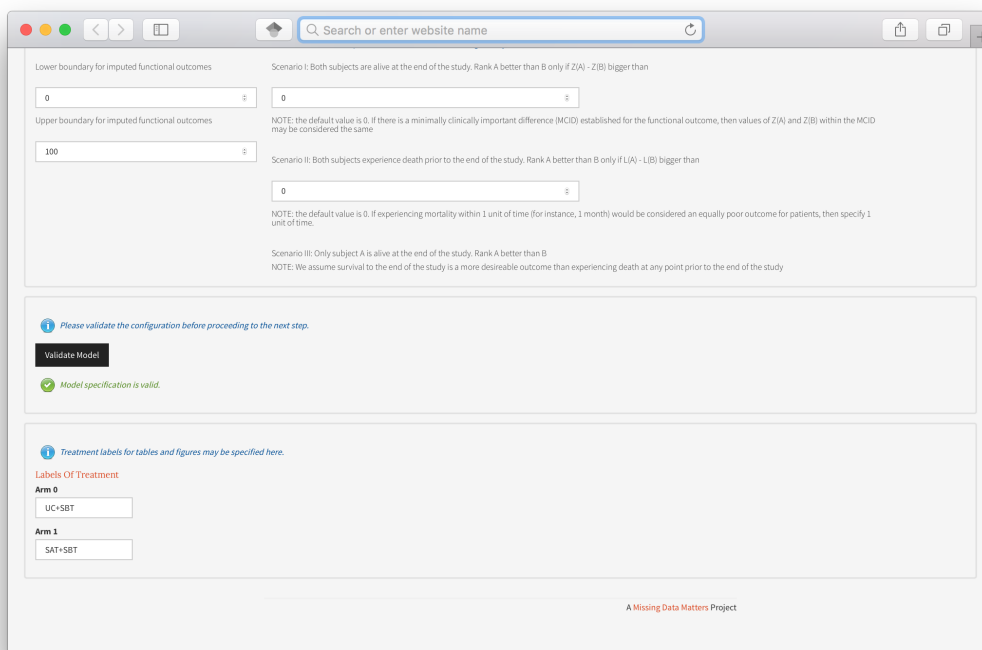 Search or enter website name
Lower boundary for imputed functional outcomes
Scenario I: Both subjects are alive at the end of the study. Rank A better than B only if Z(A) - Z(B) bigger than
0
0
Upper boundary for imputed functional outcomes
NOTE: the default value is 0. If there is a minimally clinically important difference (MCID) established for the functional outcome, then values of Z(A) and Z(B) within the MCID
may be considered the same
100
Scenario II: Both subjects experience death prior to the end of the study. Rank A better than B only if L(A) - L(B) bigger than
0
NOTE: the default value is 0. If experiencing mortality within 1 unit of time (for instance, 1 month) would be considered an equally poor outcome for patients, then specify 1
unit of time.
Scenario III: Only subject A is alive at the end of the study. Rank A better than B
NOTE: We assume survival to the end of the study is a more desireable outcome than experiencing death at any point prior to the end of the study
Please validate the configuration before proceeding to the next step.
Validate Model
Model specification is valid.
Treatment labels for tables and figures may be specified here.
Labels Of Treatment
Arm 0
UC+SBT
Arm 1
SAT+SBT
A Missing Data Matters Project